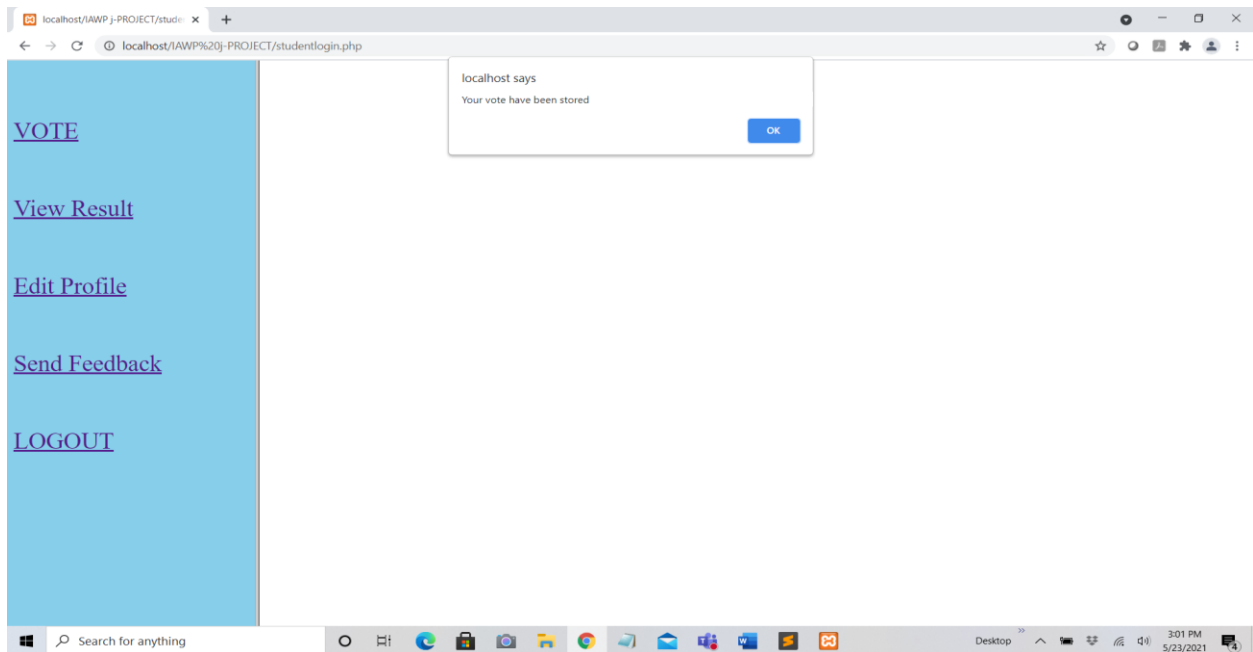 localhost/IAWP j-PROJECT/stude
localhost/IAWP%20j-PROJECT/studentlogin.php
localhost says
Your vote have been stored
OK
VOTE
View Result
Edit Profile
Send Feedback
LOGOUT
Search for anything
Desktop
3:01 PM
5/23/2021
4